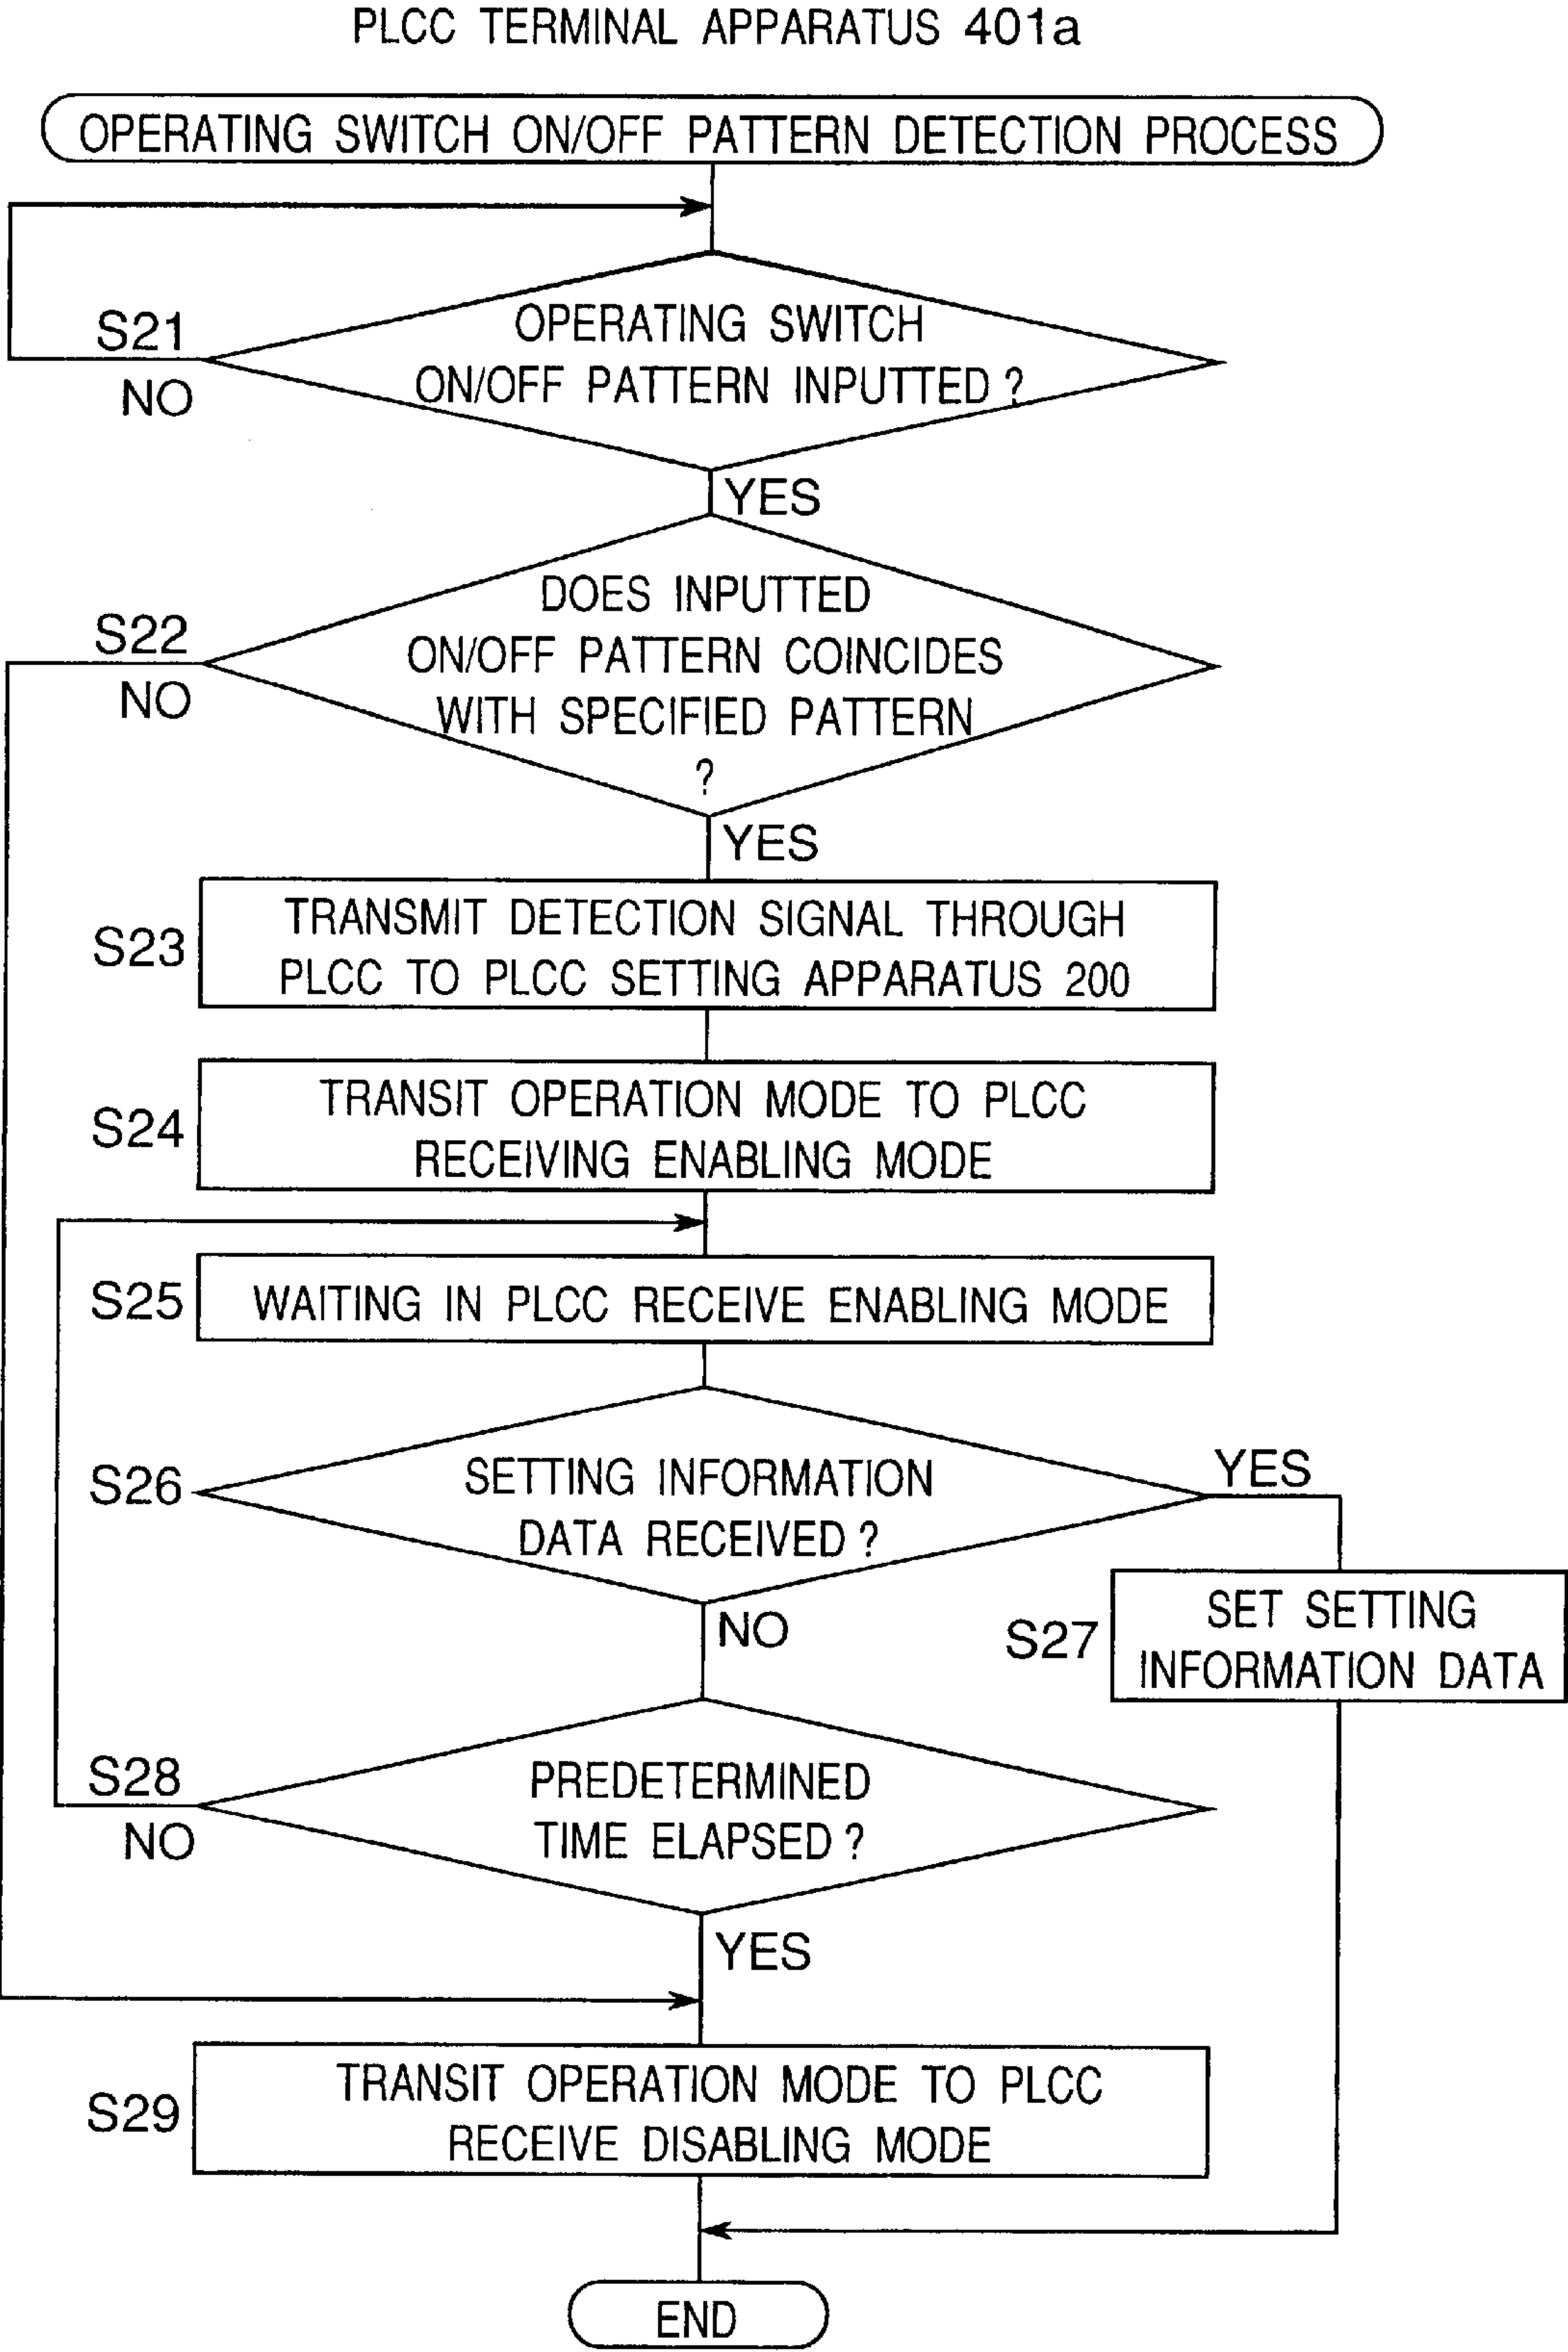 PLCC TERMINAL APPARATUS 401a
OPERATING SWITCH ON/OFF PATTERN DETECTION PROCESS
S21
NO
OPERATING SWITCH
ON/OFF PATTERN INPUTTED ?
YES
S22
NO
DOES INPUTTED
ON/OFF PATTERN COINCIDES
WITH SPECIFIED PATTERN
?
YES
S23
TRANSMIT DETECTION SIGNAL THROUGH
PLCC TO PLCC SETTING APPARATUS 200
S24
TRANSIT OPERATION MODE TO PLCC
RECEIVING ENABLING MODE
S25
WAITING IN PLCC RECEIVE ENABLING MODE
S26
SETTING INFORMATION
DATA RECEIVED ?
YES
NO
S27
SET SETTING
INFORMATION DATA
S28
NO
PREDETERMINED
TIME ELAPSED ?
YES
S29
TRANSIT OPERATION MODE TO PLCC
RECEIVE DISABLING MODE
END